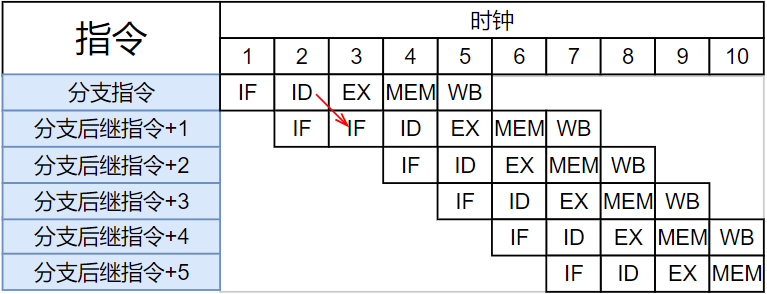 指令 时钟
1 2 3 4 5 6 7 8 9 10
分支指令 IF ID EX MEM WB
分支后继指令+1 IF IF ID EX MEM WB
分支后继指令+2 IF ID EX MEM WB
分支后继指令+3 IF ID EX MEM WB
分支后继指令+4 IF ID EX MEM WB
分支后继指令+5 IF ID EX MEM